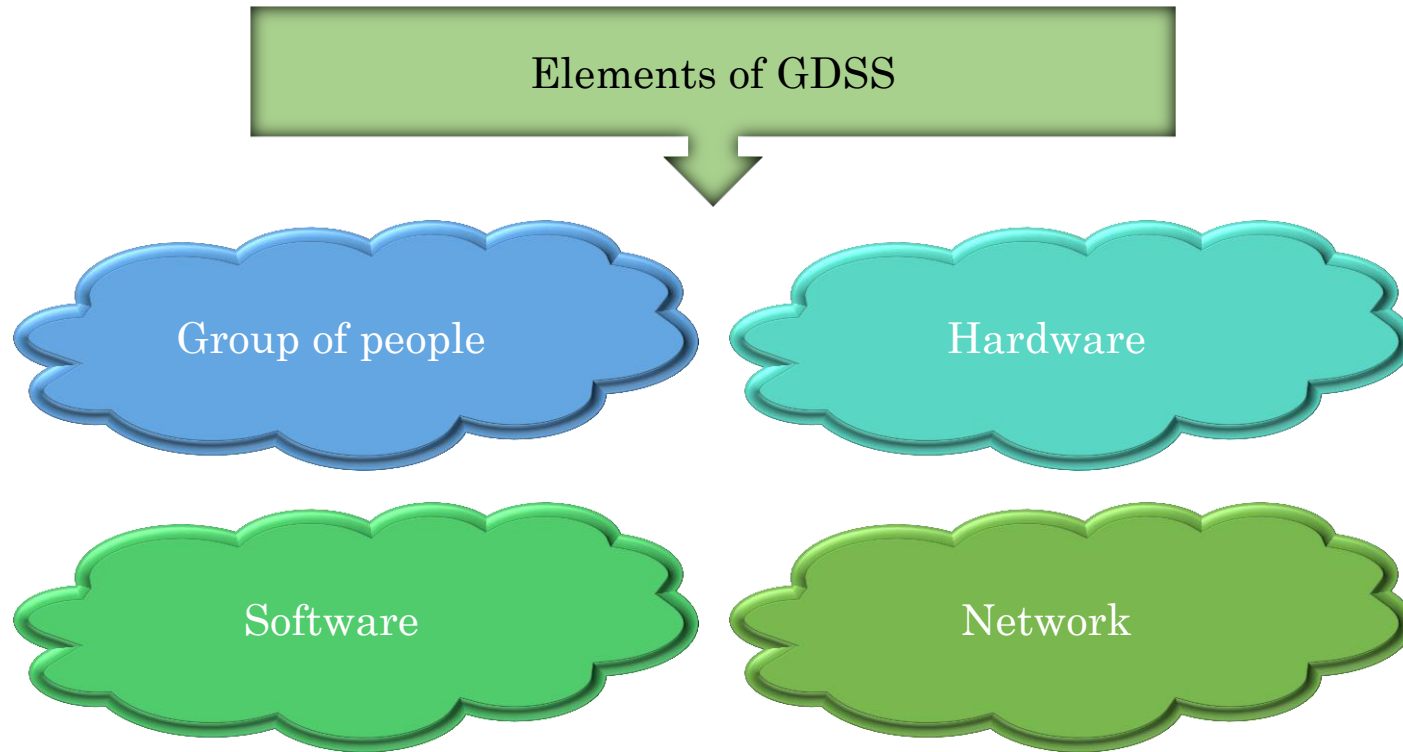 Elements of GDSS
Group of people
Hardware
Software
Network